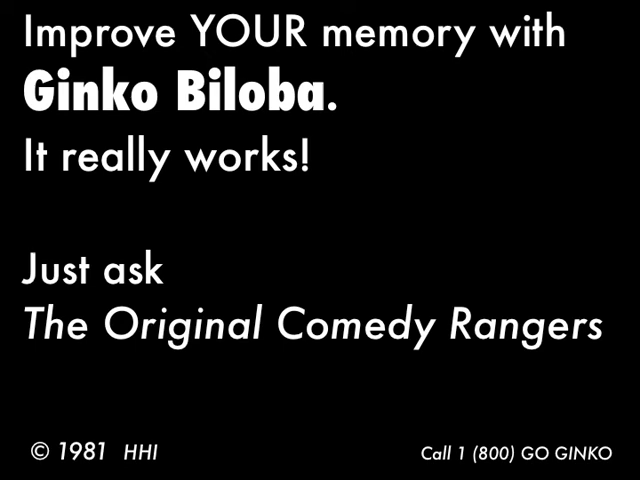 Improve YOUR memory with
Ginko Biloba.
It really works!
Just ask
The Original Comedy Rangers
© 1981 HHI
Call 1 (800) GO GINKO